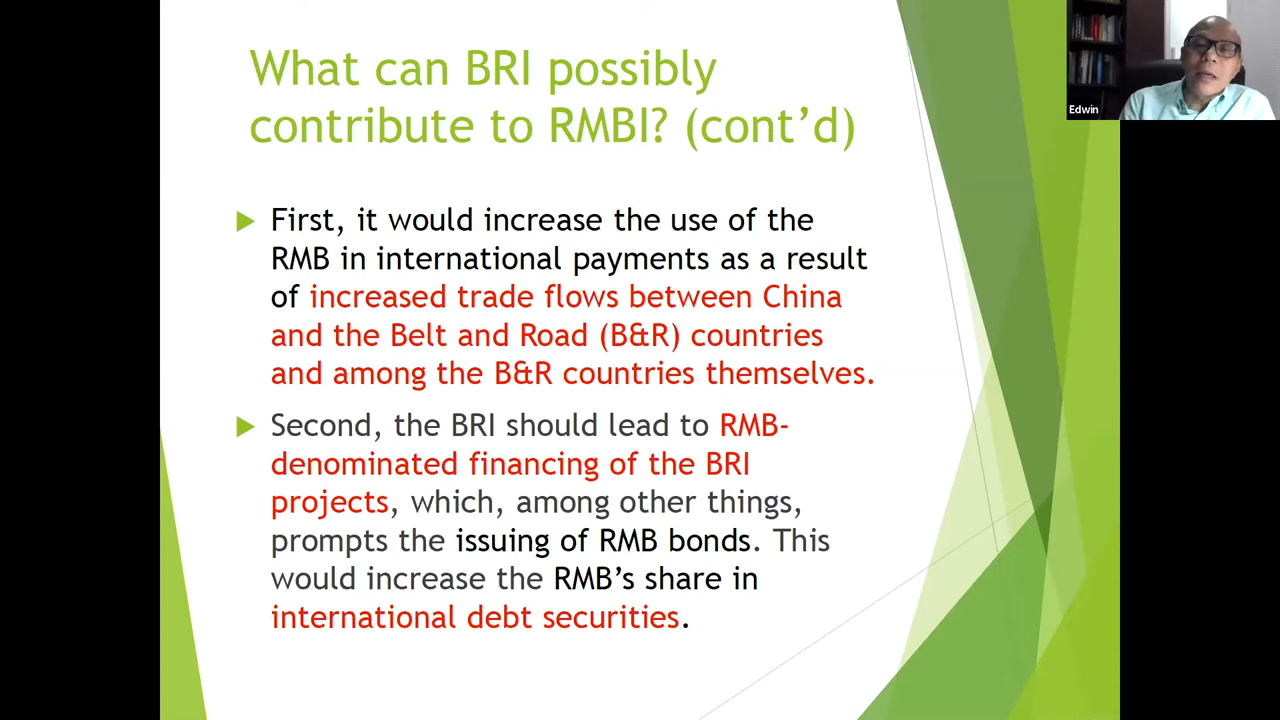 What can BRI possibly
contribute to RMBI? (cont’d)
First, it would increase the use of the
RMB in international payments as a result
of increased trade flows between China
and the Belt and Road (B&R) countries
and among the B&R countries themselves.
Second, the BRI should lead to RMB-
denominated financing of the BRI
projects, which, among other things,
prompts the issuing of RMB bonds. This
would increase the RMB’s share in
international debt securities.
Edwin